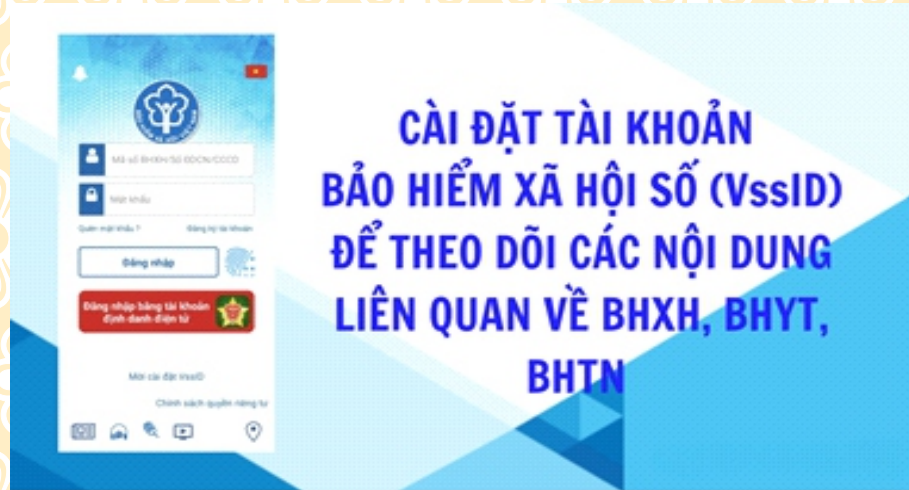 Mã số BHXH/Số ĐDCN/CCCD
Mật khẩu
Quên mật khẩu ?
Đăng ký tài khoản
Đăng nhập
Đăng nhập bằng tài khoản
định danh điện tử
Mời cài đặt VssID
Chính sách quyền riêng tư
CÀI ĐẶT TÀI KHOẢN
BẢO HIỂM XÃ HỘI SỐ (VssID)
ĐỂ THEO DÕI CÁC NỘI DUNG
LIÊN QUAN VỀ BHXH, BHYT,
BHTN